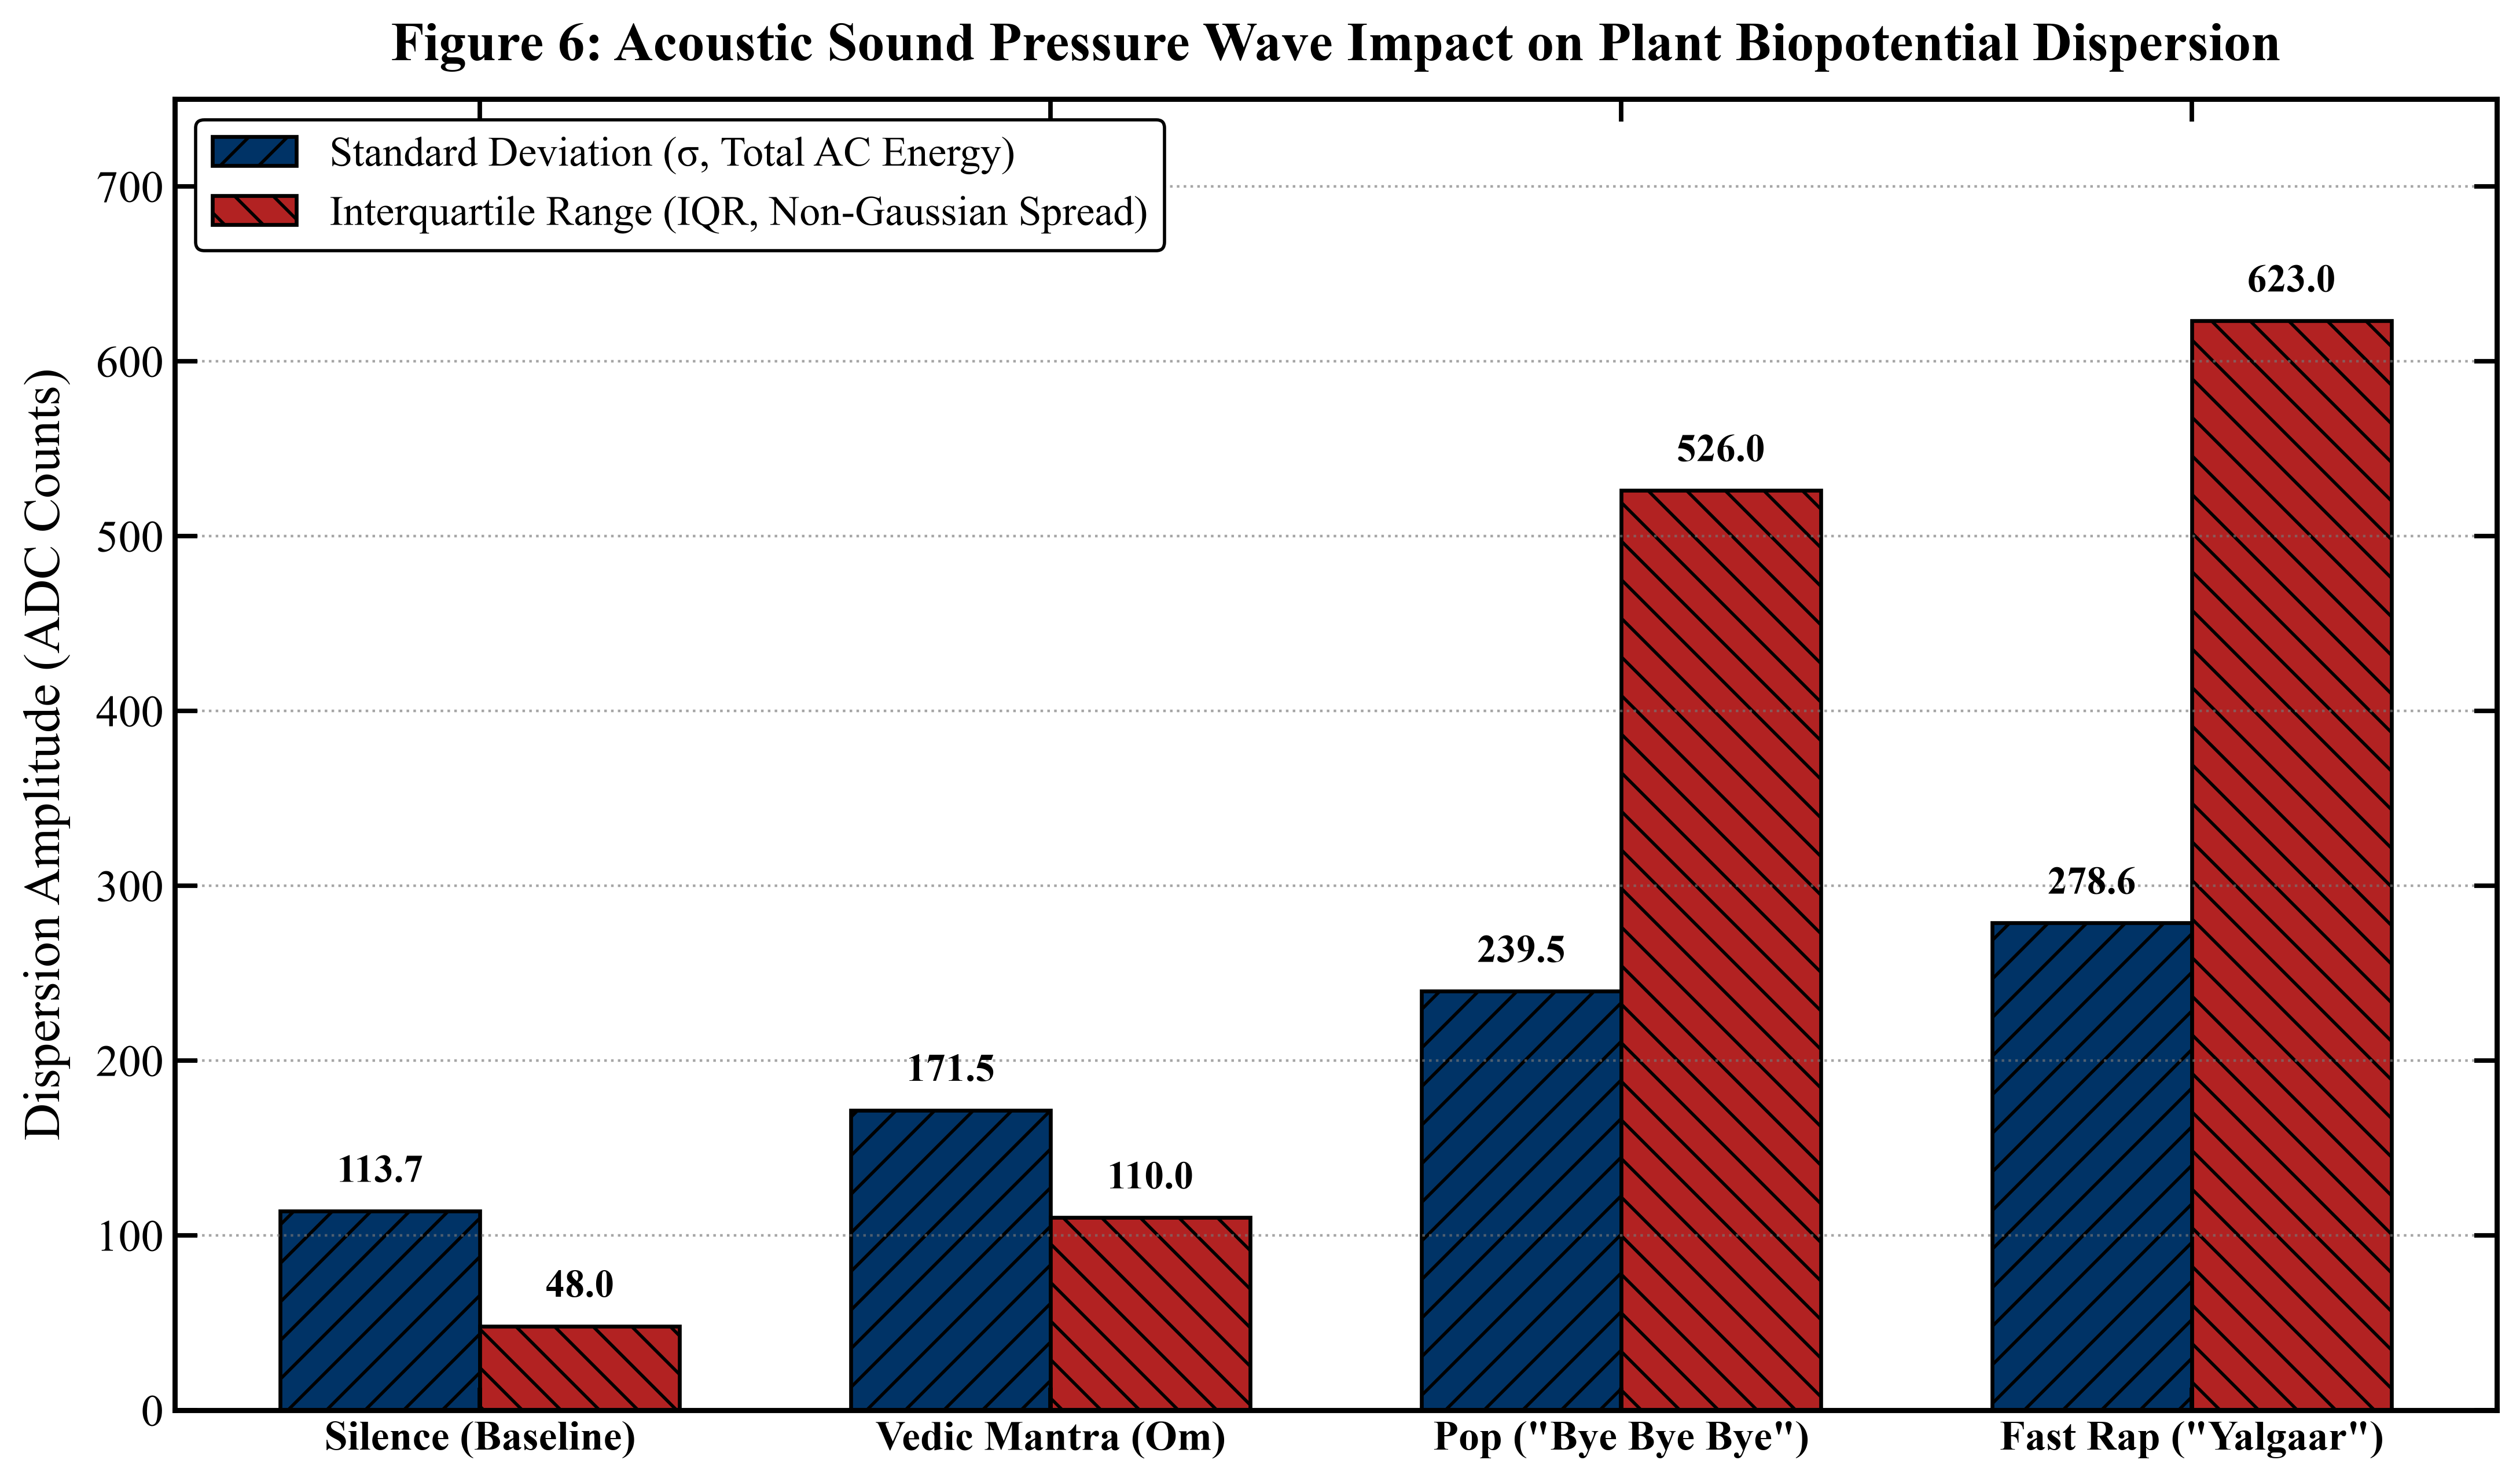 Figure 6: Acoustic Sound Pressure Wave Impact on Plant Biopotential Dispersion
Standard Deviation (σ, Total AC Energy)
Interquartile Range (IQR, Non-Gaussian Spread)
Dispersion Amplitude (ADC Counts)
700
600
500
400
300
200
100
0
113.7
48.0
171.5
110.0
239.5
526.0
278.6
623.0
Silence (Baseline)
Vedic Mantra (Om)
Pop ("Bye Bye Bye")
Fast Rap ("Yalgaar")